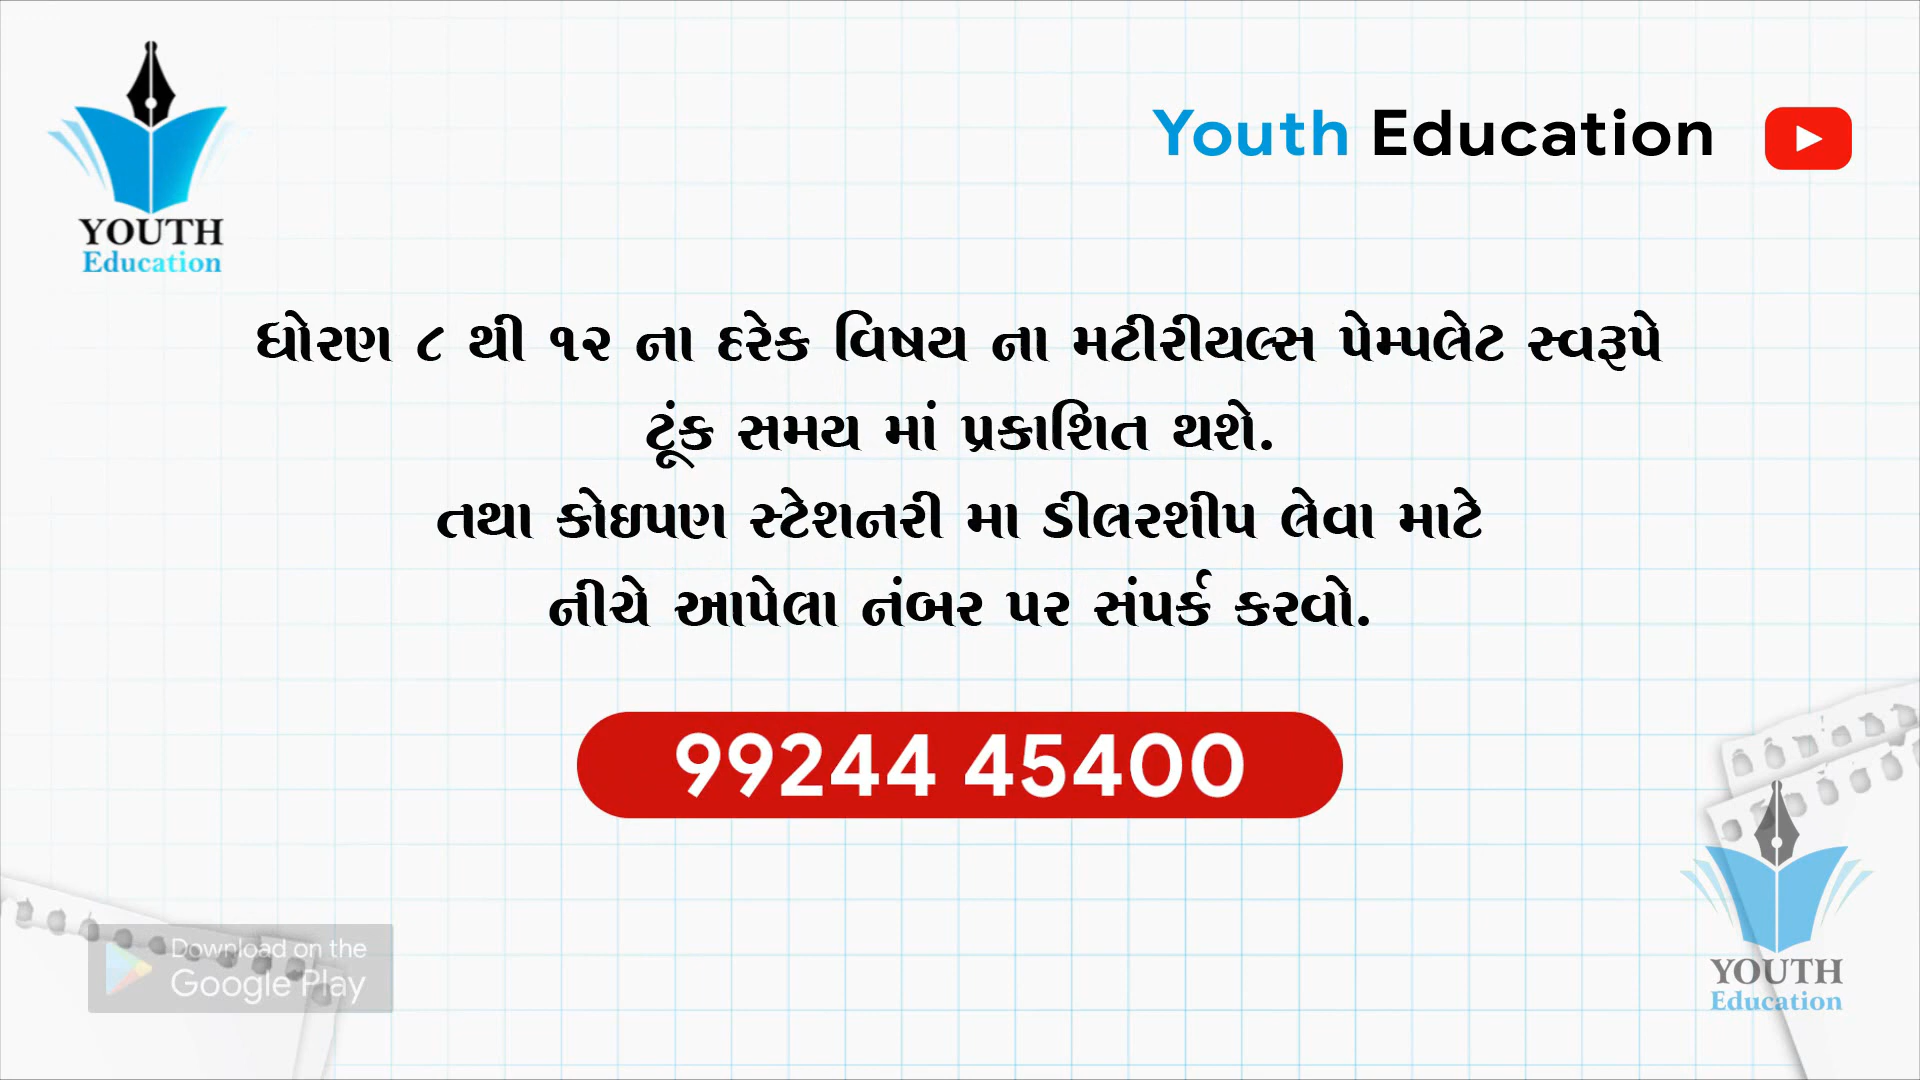 YOUTH
Education
Youth Education
ધોરણ ૮ થી ૧૨ ના દરેક વિષય ના મટીરીયલ્સ પેમ્પલેટ સ્વરૂપે
ટૂંક સમય માં પ્રકાશિત થશે.
તથા કોઇપણ સ્ટેશનરી મા ડીલરશીપ લેવા માટે
નીચે આપેલા નંબર પર સંપર્ક કરવો.
99244 45400
Download on the
Google Play
YOUTH
Education